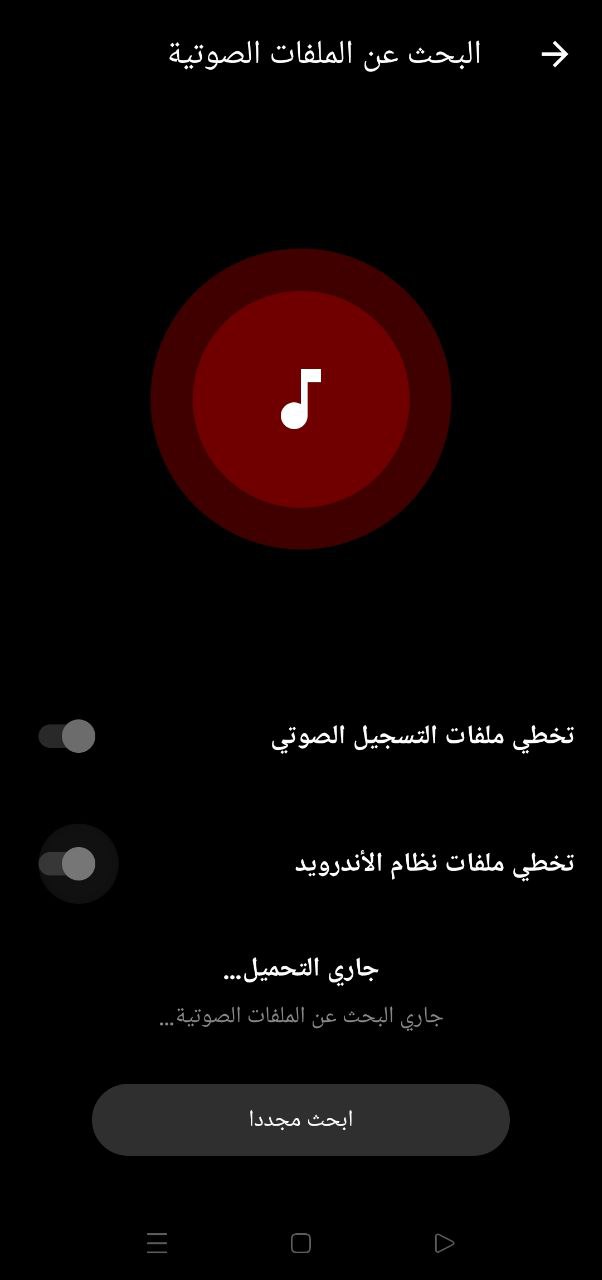 البحث عن الملفات الصوتية
تخطي ملفات التسجيل الصوتي
تخطي ملفات نظام الأندرويد
جاري التحميل...
جاري البحث عن الملفات الصوتية...
ابحث مجددا